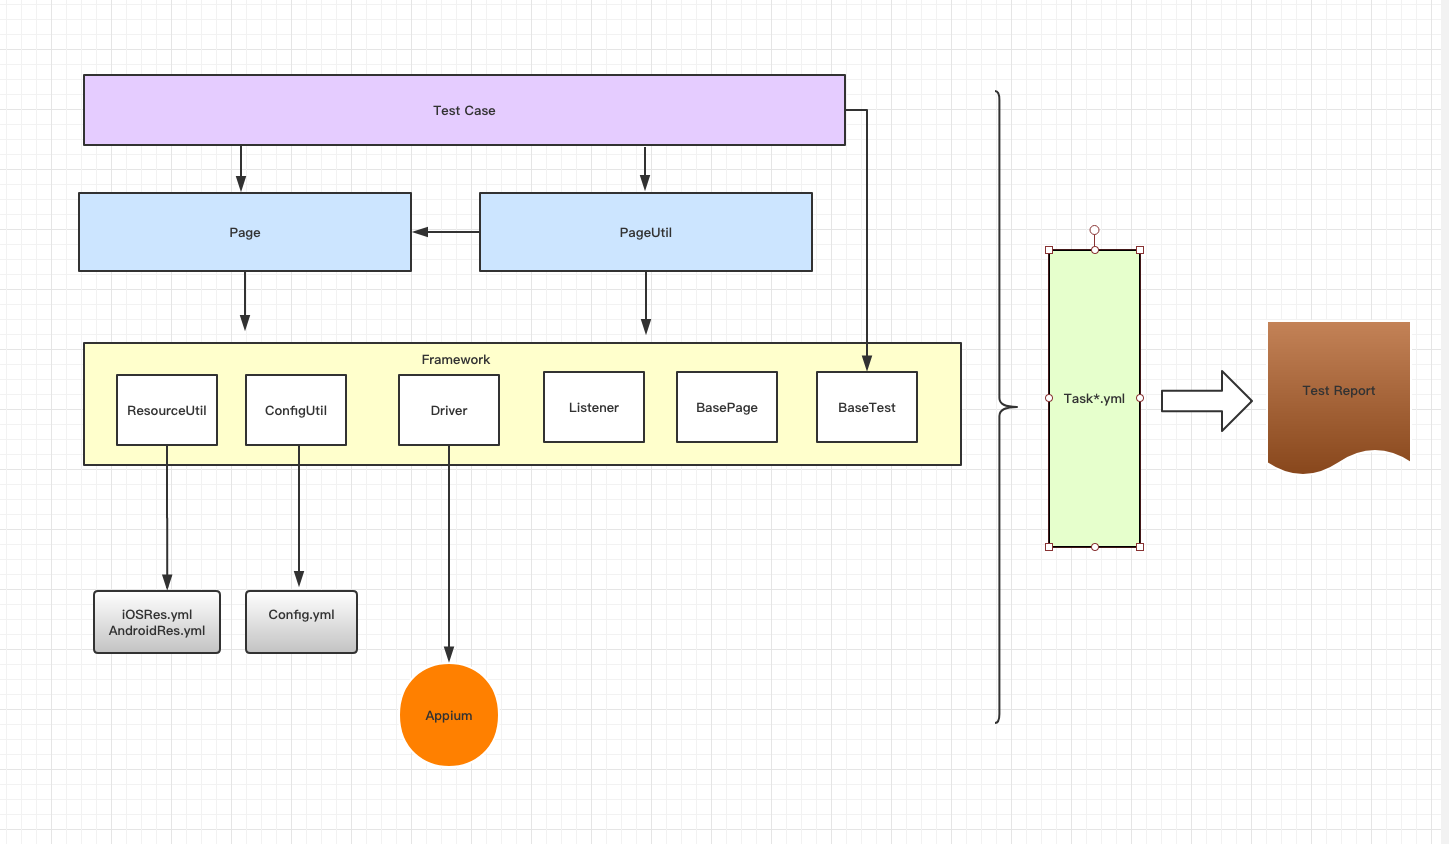 Test Case
Page
PageUtil
Framework
ResourceUtil
ConfigUtil
Driver
Listener
BasePage
BaseTest
iOSRes.yml
AndroidRes.yml
Config.yml
Appium
Task*.yml
Test Report